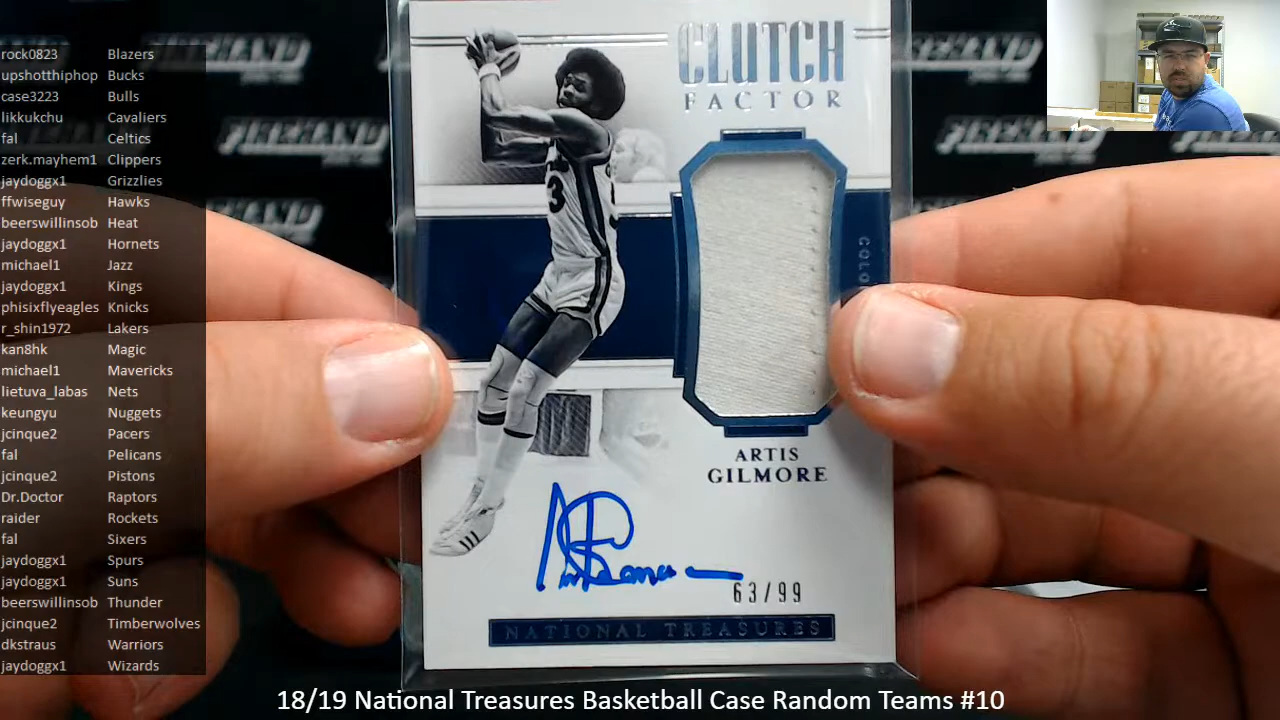 rock0823 Blazers
upshotthiphop Bucks
case3223 Bulls
likkukchu Cavaliers
fal Celtics
zerk.mayhem1 Clippers
jaydoggx1 Grizzlies
ffwiseguy Hawks
beerswillinsob Heat
jaydoggx1 Hornets
michael1 Jazz
jaydoggx1 Kings
phisixflyeagles Knicks
r_shin1972 Lakers
kan8hk Magic
michael1 Mavericks
lietuva_labas Nets
keungyu Nuggets
jcinque2 Pacers
fal Pelicans
jcinque2 Pistons
Dr.Doctor Raptors
raider Rockets
fal Sixers
jaydoggx1 Spurs
jaydoggx1 Suns
beerswillinsob Thunder
jcinque2 Timberwolves
dkstraus Warriors
jaydoggx1 Wizards
CLUTCH
FACTOR
3
ARTIS
GILMORE
63/99
NATIONAL TREASURES
18/19 National Treasures Basketball Case Random Teams #10